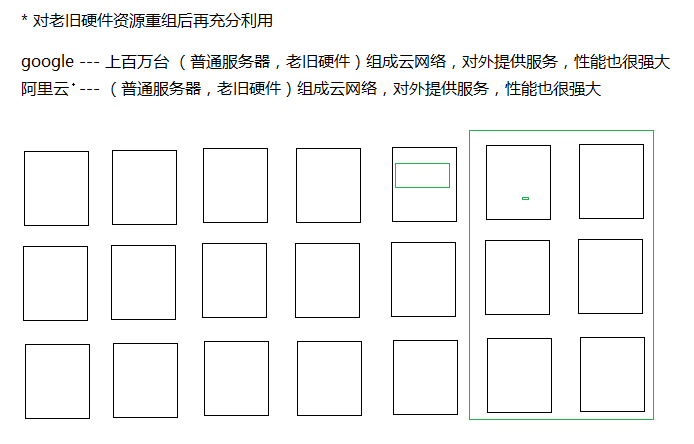 * 对老旧硬件资源重组后再充分利用
google --- 上百万台 （普通服务器，老旧硬件）组成云网络，对外提供服务，性能也很强大
阿里云 --- （普通服务器，老旧硬件）组成云网络，对外提供服务，性能也很强大